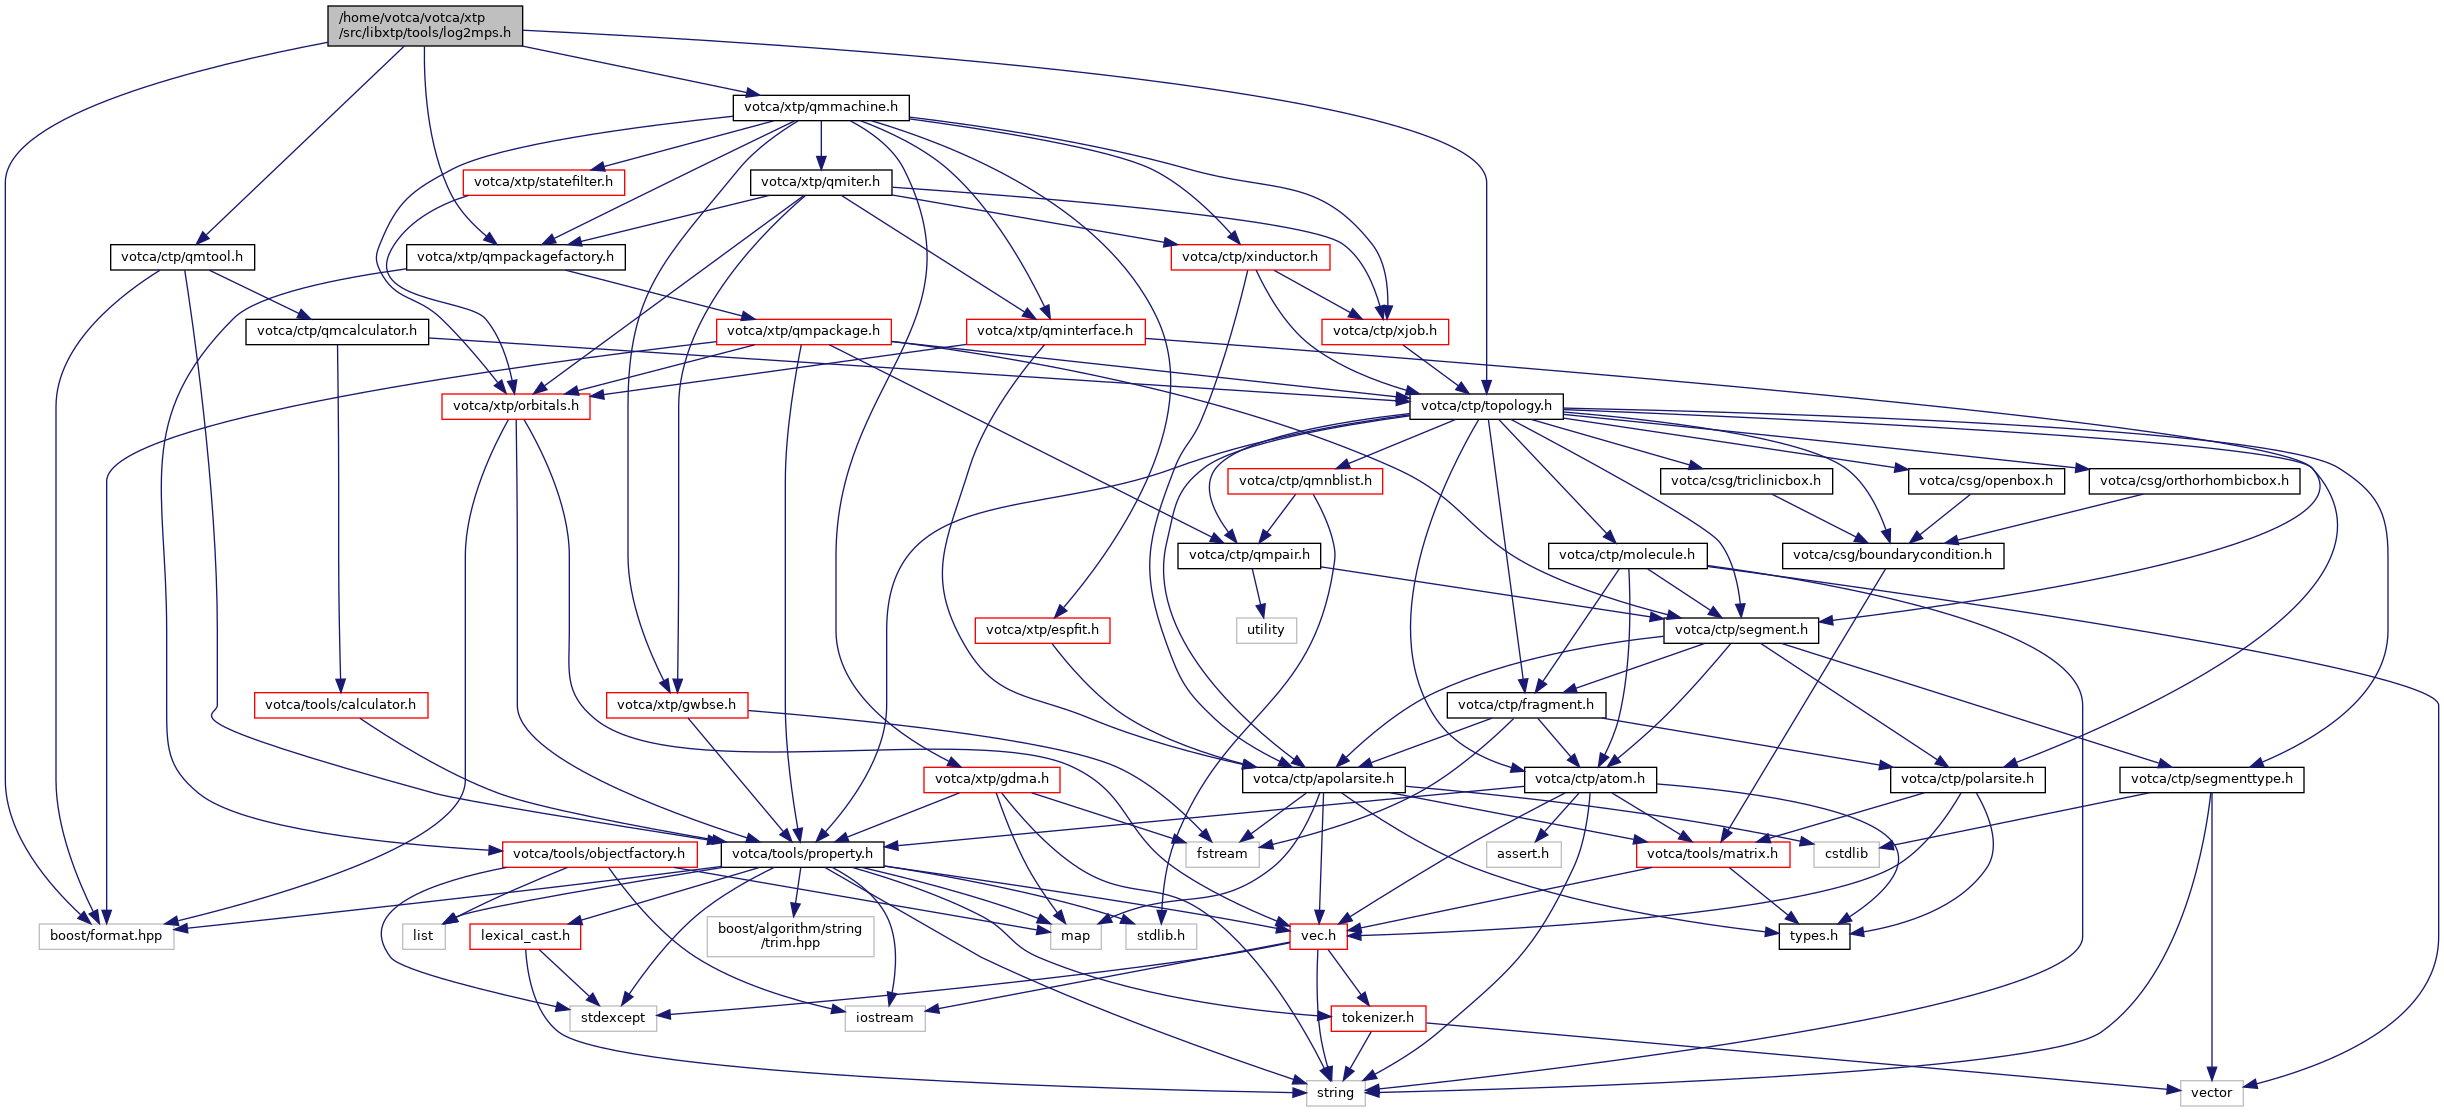 /home/votca/votca/xtp
/src/libxtp/tools/log2mps.h
votca/xtp/qmmachine.h
votca/xtp/statefilter.h
votca/xtp/qmiter.h
votca/ctp/qmtool.h
votca/xtp/qmpackagefactory.h
votca/ctp/xinductor.h
votca/ctp/qmcalculator.h
votca/xtp/qmpackage.h
votca/xtp/qminterface.h
votca/ctp/xjob.h
votca/xtp/orbitals.h
votca/ctp/topology.h
votca/ctp/qmnblist.h
votca/csg/triclinicbox.h
votca/csg/openbox.h
votca/csg/orthorhombicbox.h
votca/ctp/qmpair.h
votca/ctp/molecule.h
votca/csg/boundarycondition.h
votca/xtp/espfit.h
utility
votca/ctp/segment.h
votca/tools/calculator.h
votca/xtp/gwbse.h
votca/ctp/fragment.h
votca/xtp/gdma.h
votca/ctp/apolarsite.h
votca/ctp/atom.h
votca/ctp/polarsite.h
votca/ctp/segmenttype.h
votca/tools/objectfactory.h
votca/tools/property.h
fstream
assert.h
votca/tools/matrix.h
cstdlib
boost/format.hpp
list
lexical_cast.h
boost/algorithm/string
/trim.hpp
map
stdlib.h
vec.h
types.h
stdexcept
iostream
tokenizer.h
string
vector